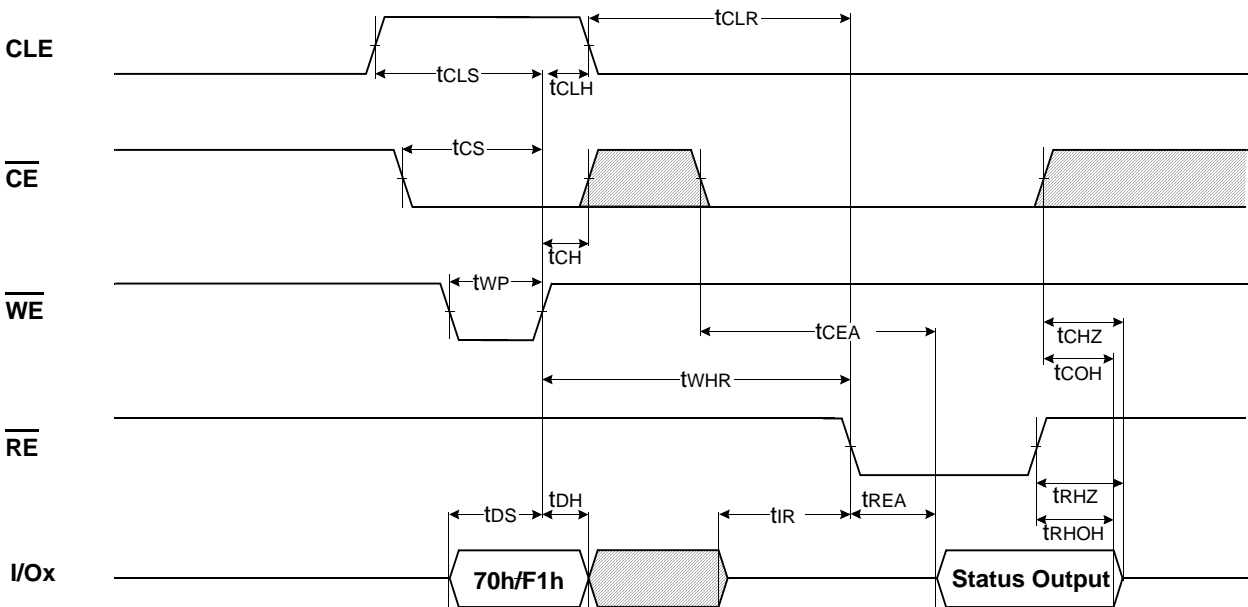 tCLR
CLE
tCLS
tCLH
tCS
CE
tCH
tWP
WE
tCEA
tCHZ
tCOH
tWHR
RE
tRHZ
tDH
tREA
tDS
tIR
tRHOH
I/Ox
70h/F1h
Status Output